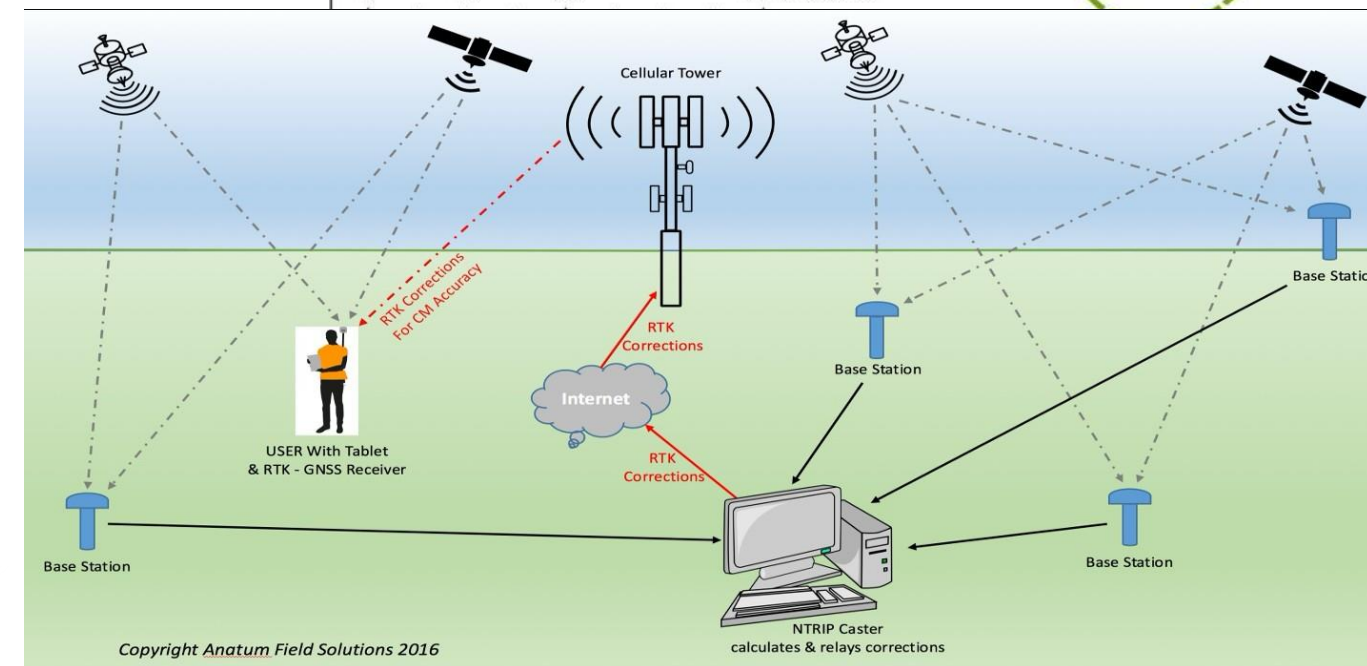 Cellular Tower
RTK Corrections
For CM Accuracy
Base Static
RTK
Corrections
Base Station
Internet
USER With Tablet
& RTK - GNSS Receiver
RTK
Corrections
Base Station
Base Station
NTRIP Caster
calculates & relays corrections
Copyright Anatum Field Solutions 2016